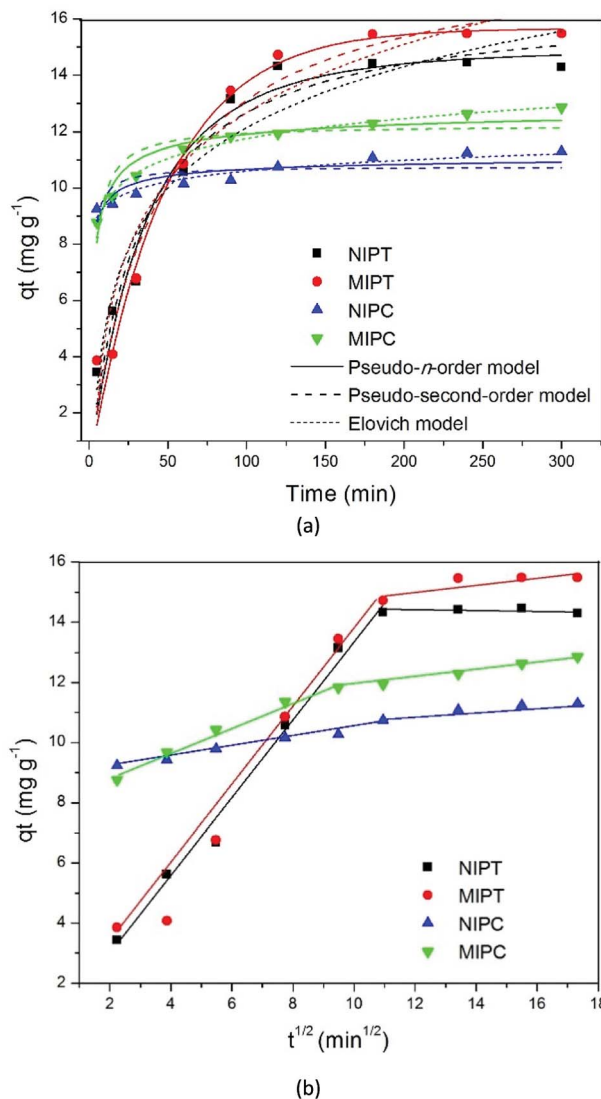 16
14
12
10
8
6
4
2
qt (mg g⁻¹)
NIPT
MIPT
NIPC
MIPC
Pseudo-n-order model
Pseudo-second-order model
Elovich model
0 50 100 150 200 250 300
Time (min)
(a)
16
14
12
10
8
6
4
2
qt (mg g⁻¹)
NIPT
MIPT
NIPC
MIPC
2 4 6 8 10 12 14 16 18
t^1/2 (min^1/2)
(b)